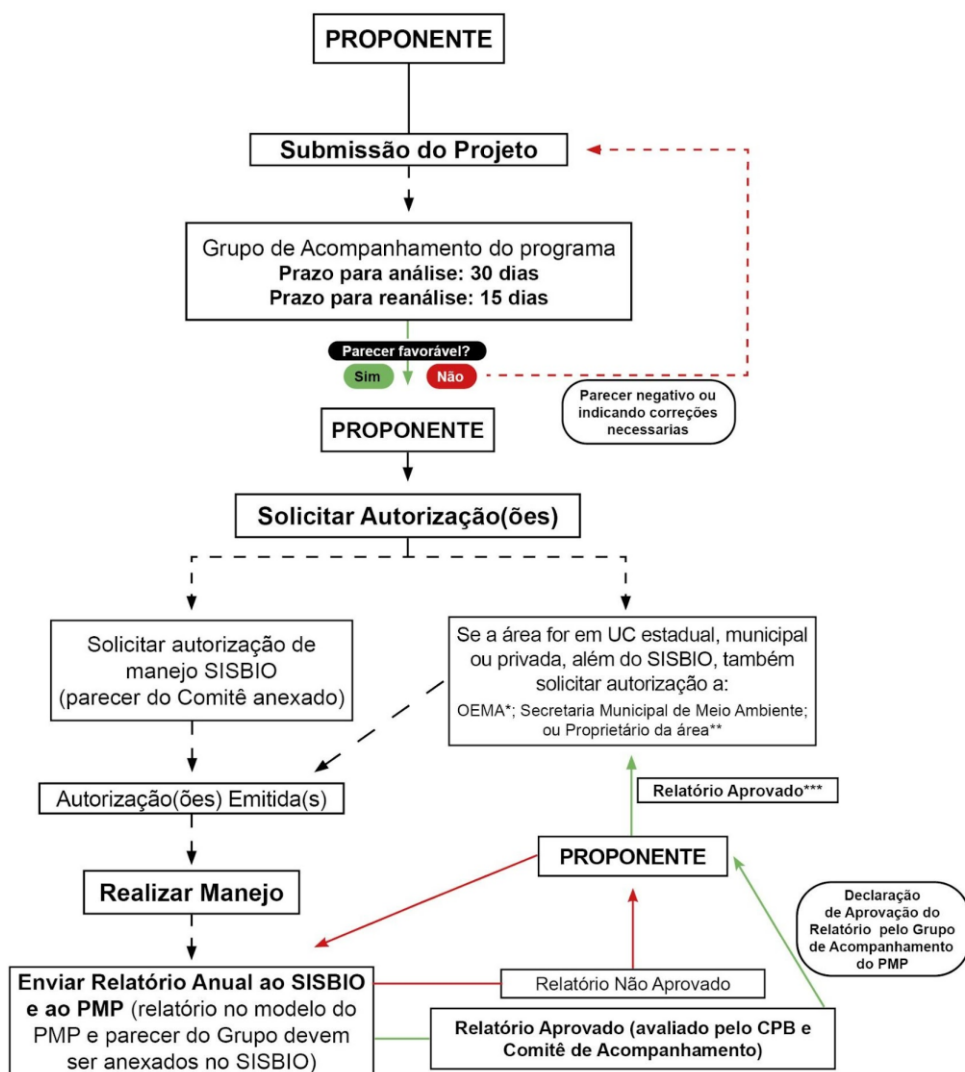 PROPONENTE
Submissão do Projeto
Grupo de Acompanhamento do programa
Prazo para análise: 30 dias
Prazo para reanálise: 15 dias
Parecer favorável?
Sim
Não
Parecer negativo ou
indicando correções
necessarias
PROPONENTE
Solicitar Autorização(ões)
Solicitar autorização de
manejo SISBIO
(parecer do Comitê anexado)
Se a área for em UC estadual, municipal
ou privada, além do SISBIO, também
solicitar autorização a:
OEMA*; Secretaria Municipal de Meio Ambiente;
ou Proprietário da área**
Autorização(ões) Emitida(s)
Relatório Aprovado***
PROPONENTE
Realizar Manejo
Declaração
de Aprovação do
Relatório pelo Grupo
de Acompanhamento
do PMP
Enviar Relatório Anual ao SISBIO
e ao PMP (relatório no modelo do
PMP e parecer do Grupo devem
ser anexados no SISBIO)
Relatório Não Aprovado
Relatório Aprovado (avaliado pelo CPB e
Comitê de Acompanhamento)